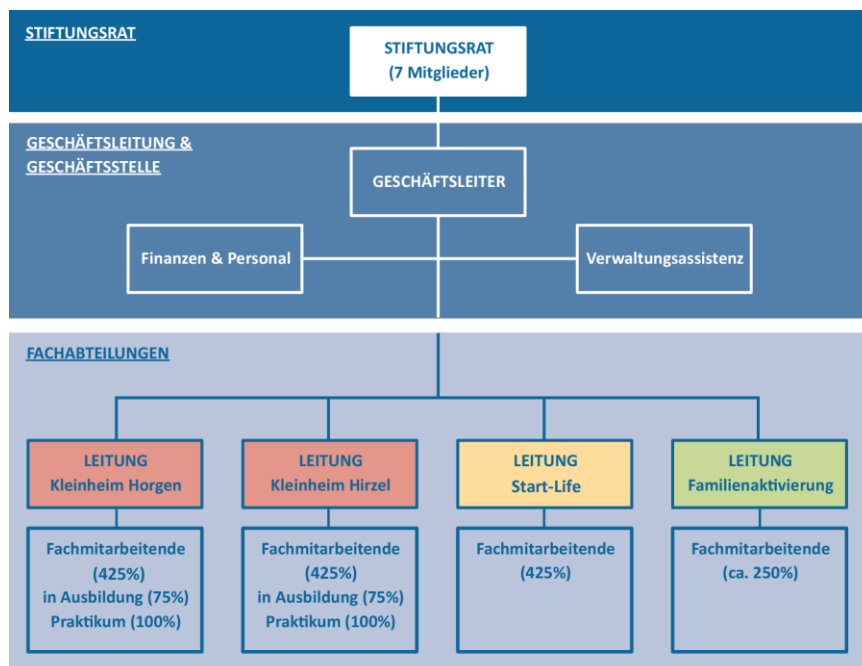 STIFTUNGSRAT
STIFTUNGSRAT
(7 Mitglieder)
GESCHÄFTSLEITUNG &
GESCHÄFTSSTELLE
GESCHÄFTSLEITER
Finanzen & Personal
Verwaltungsassistenz
FACHABTEILUNGEN
LEITUNG
Kleinheim Horgen
LEITUNG
Kleinheim Hirzel
LEITUNG
Start-Life
LEITUNG
Familienaktivierung
Fachmitarbeitende
(425%)
in Ausbildung (75%)
Praktikum (100%)
Fachmitarbeitende
(425%)
in Ausbildung (75%)
Praktikum (100%)
Fachmitarbeitende
(425%)
Fachmitarbeitende
(ca. 250%)